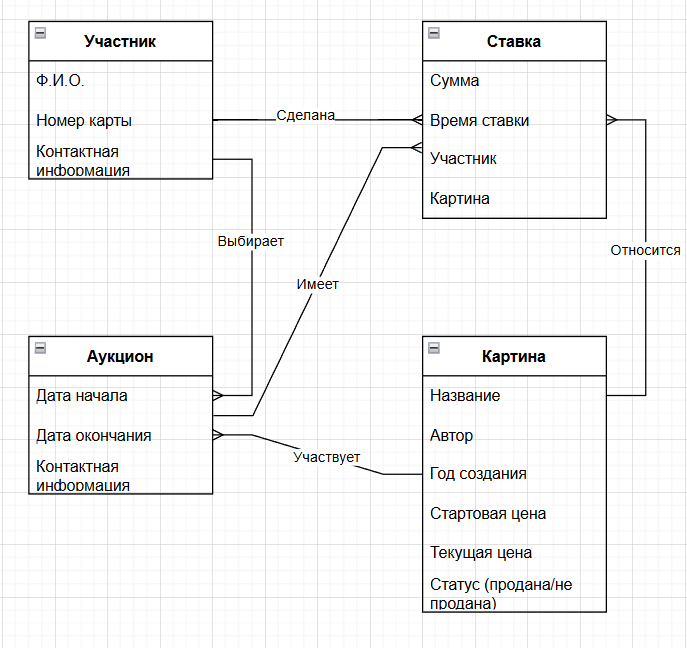 Участник
Ф.И.О.
Номер карты
Контактная
информация
Сделана
Ставка
Сумма
Время ставки
Участник
Картина
Выбирает
Имеет
Относится
Аукцион
Дата начала
Дата окончания
Контактная
информация
Участвует
Картина
Название
Автор
Год создания
Стартовая цена
Текущая цена
Статус (продана/не
продана)